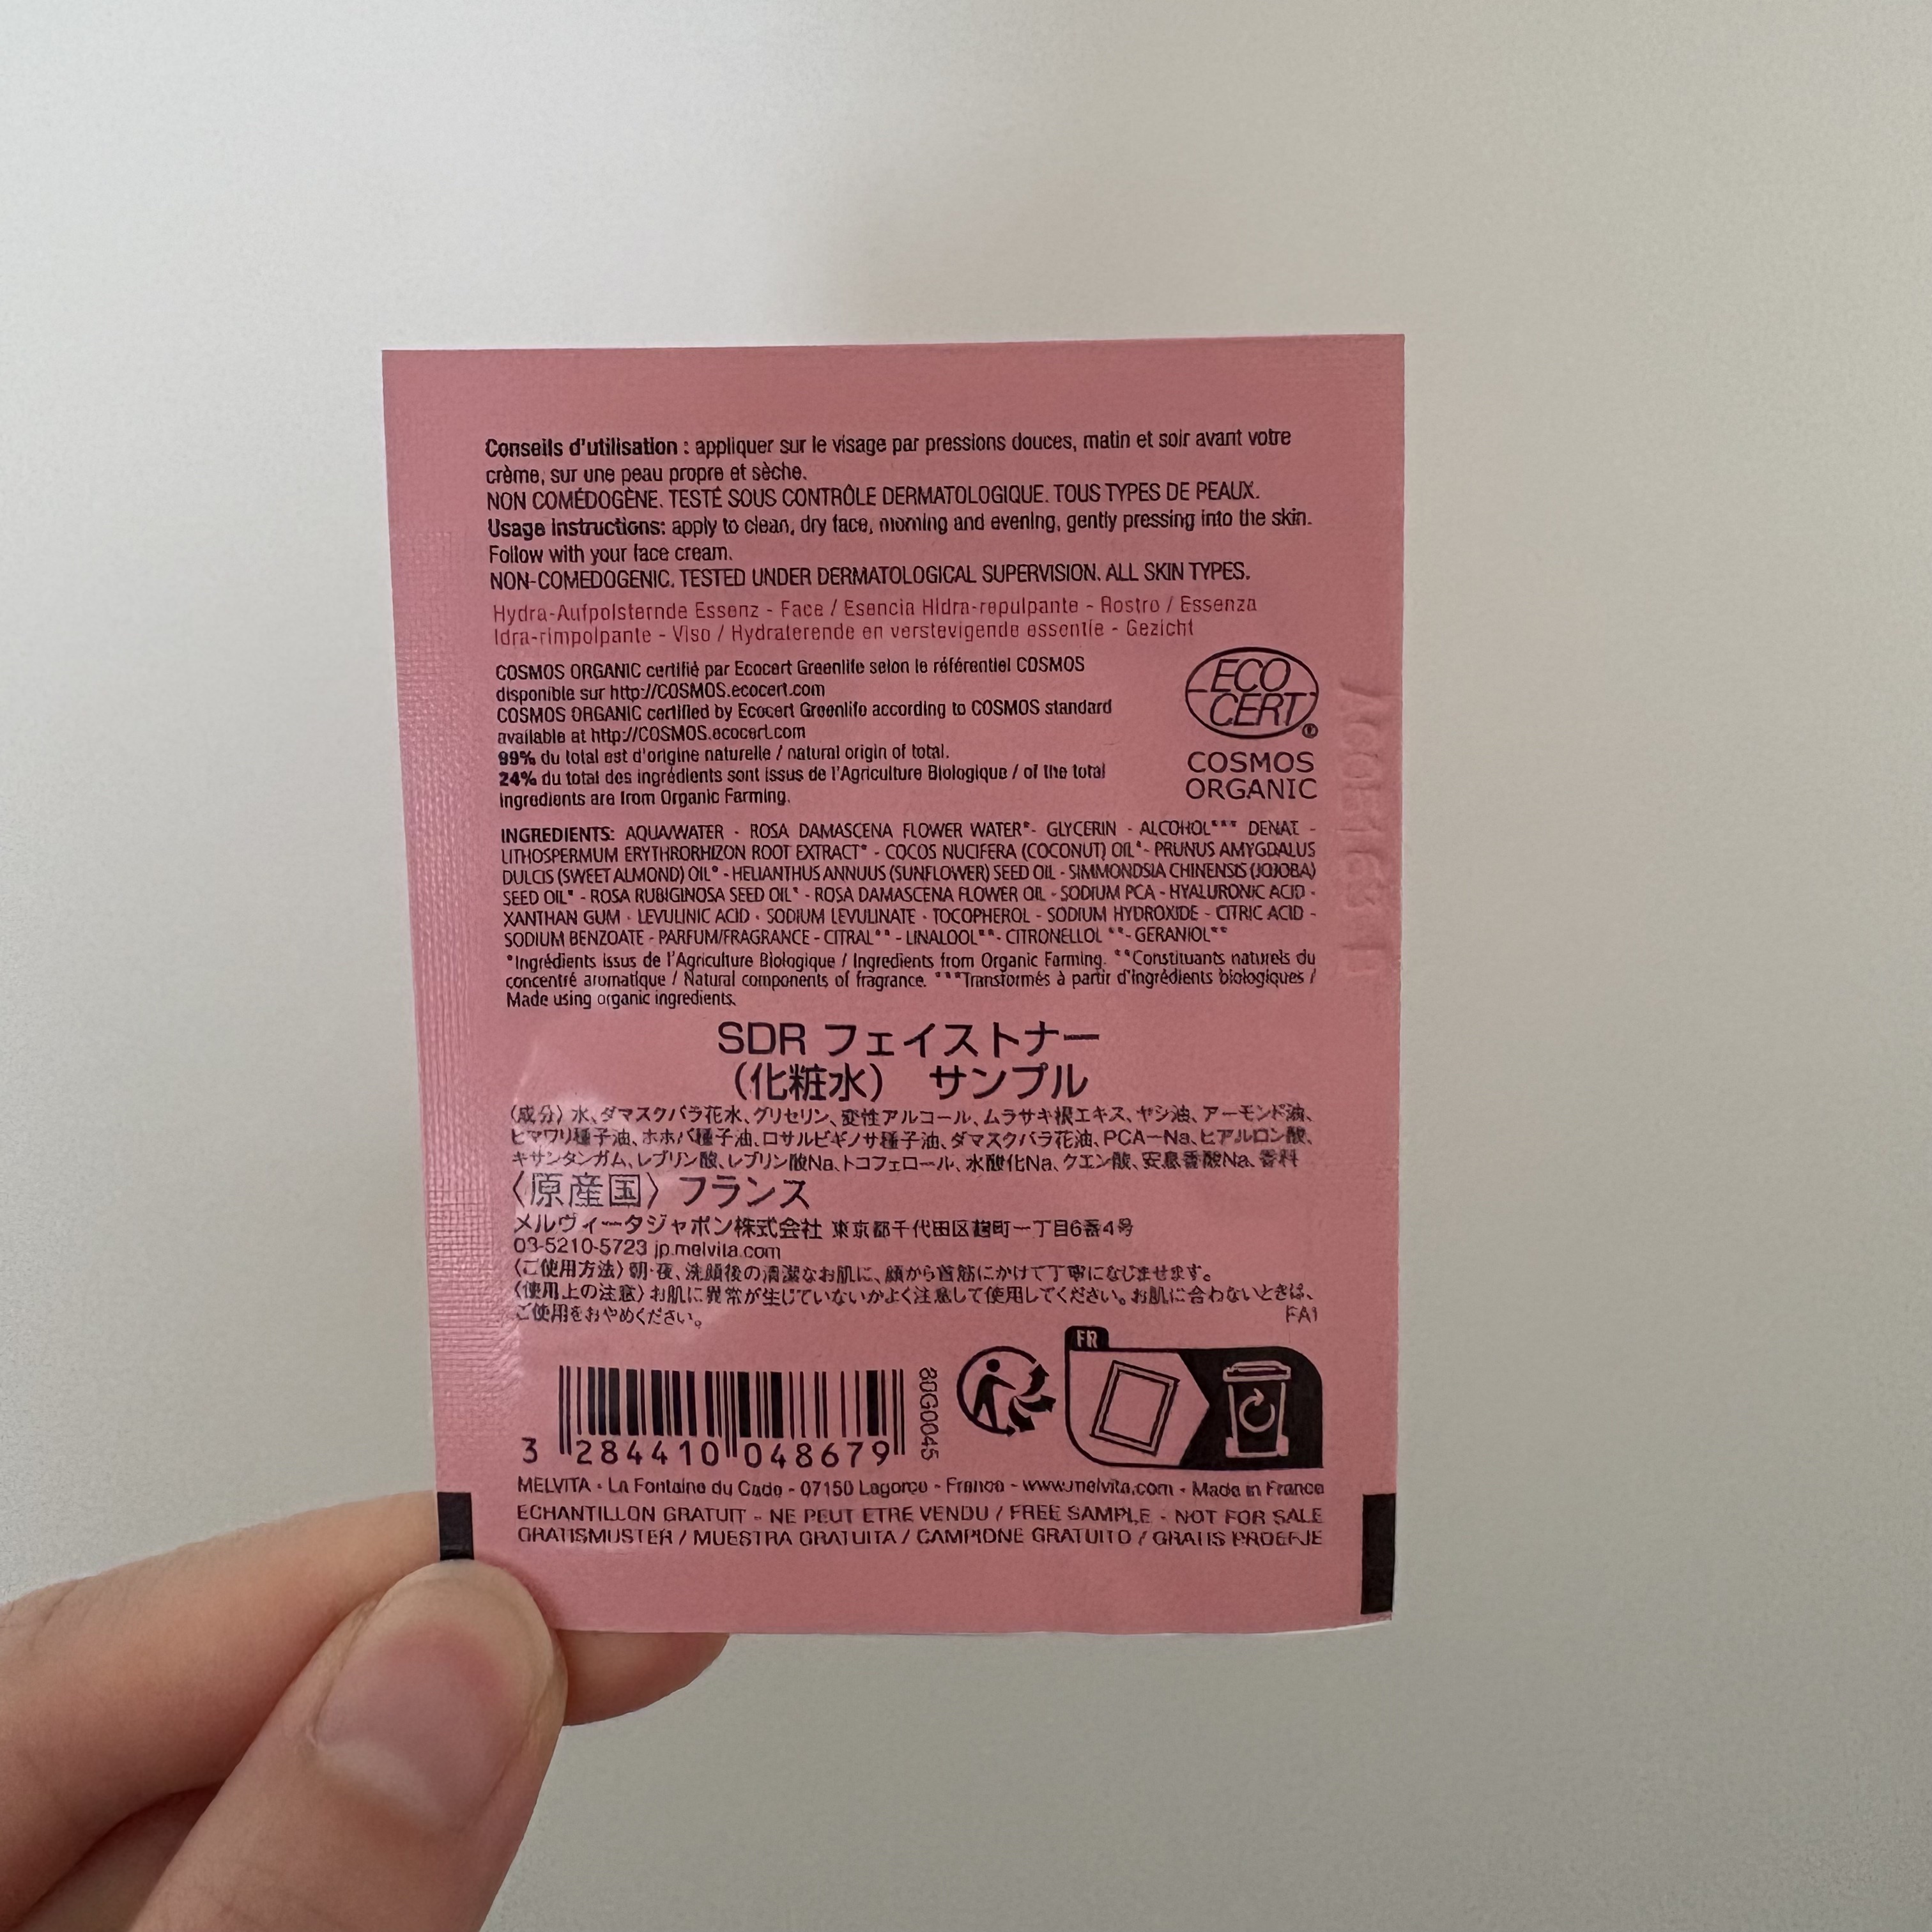 Conseils d'utilisation : appliquer sur le visage par pressions douces, matin et soir avant votre
crème, sur une peau propre et sèche.
NON COMÉDOGÈNE. TESTÉ SOUS CONTRÔLE DERMATOLOGIQUE. TOUS TYPES DE PEAUX.
Usage instructions: apply to clean, dry face, morning and evening, gently pressing into the skin.
Follow with your face cream.
NON-COMEDOGENIC. TESTED UNDER DERMATOLOGICAL SUPERVISION. ALL SKIN TYPES.
Hydra-Aufpolsternde Essenz - Face / Esencia Hidra-repulpante - Rostro / Essenza
Idra-rimpolpante - Viso / Hydraterende en verstevigende essentie - Gezicht
COSMOS ORGANIC certifié par Ecocert Greenlife selon le référentiel COSMOS
disponible sur http://COSMOS.ecocert.com
COSMOS ORGANIC certified by Ecocert Greenlife according to COSMOS standard
available at http://COSMOS.ecocert.com
99% du total est d'origine naturelle / natural origin of total.
24% du total des ingrédients sont issus de l'Agriculture Biologique / of the total
ingredients are from Organic Farming.
ECO
CERT®
COSMOS
ORGANIC
INGREDIENTS: AQUA/WATER - ROSA DAMASCENA FLOWER WATER*- GLYCERIN - ALCOHOL*** DENAT. -
LITHOSPERMUM ERYTHRORHIZON ROOT EXTRACT* - COCOS NUCIFERA (COCONUT) OIL*- PRUNUS AMYGDALUS
DULCIS (SWEET ALMOND) OIL* - HELIANTHUS ANNUUS (SUNFLOWER) SEED OIL - SIMMONDSIA CHINENSIS (JOJOBA)
SEED OIL* - ROSA RUBIGINOSA SEED OIL* - ROSA DAMASCENA FLOWER OIL - SODIUM PCA - HYALURONIC ACID -
XANTHAN GUM - LEVULINIC ACID - SODIUM LEVULINATE - TOCOPHEROL - SODIUM HYDROXIDE - CITRIC ACID -
SODIUM BENZOATE - PARFUM/FRAGRANCE - CITRAL** - LINALOOL**- CITRONELLOL **- GERANIOL**
*Ingrédients issus de l'Agriculture Biologique / Ingredients from Organic Farming. **Constituants naturels du
concentré aromatique / Natural components of fragrance. ***Transformés à partir d'ingrédients biologiques /
Made using organic ingredients.
SDR フェイストナー
（化粧水） サンプル
〈成分〉水、ダマスクバラ花水、グリセリン、変性アルコール、ムラサキ根エキス、ヤシ油、アーモンド油、
ヒマワリ種子油、ホホバ種子油、ロサルビギノサ種子油、ダマスクバラ花油、PCA－Na、ヒアルロン酸、
キサンタンガム、レブリン酸、レブリン酸Na、トコフェロール、水酸化Na、クエン酸、安息香酸Na、香料
〈原産国〉フランス
メルヴィータジャポン株式会社 東京都千代田区麹町一丁目6番4号
03-5210-5723 jp.melvita.com
〈ご使用方法〉朝・夜、洗顔後の清潔なお肌に、顔から首筋にかけて丁寧になじませます。
〈使用上の注意〉お肌に異常が生じていないかよく注意して使用してください。お肌に合わないときは、
ご使用をおやめください。 FA1
FR
80G0045
3 284410 048679
MELVITA - La Fontaine du Cade - 07150 Lagorce - France - www.melvita.com - Made in France
ECHANTILLON GRATUIT - NE PEUT ETRE VENDU / FREE SAMPLE - NOT FOR SALE
GRATISMUSTER / MUESTRA GRATUITA / CAMPIONE GRATUITO / GRATIS PROEFJE